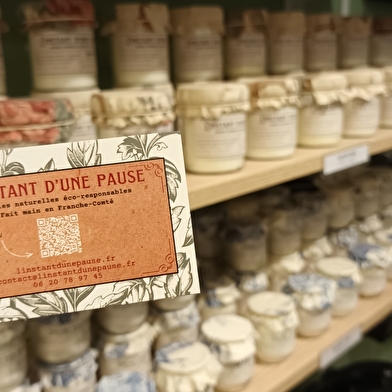 TANT D'UNE PAUSE
es naturelles éco-responsables
Fait main en Franche-Comté
linstantdunepause.fr
contact@linstantdunepause.fr
06 20 78 97 45